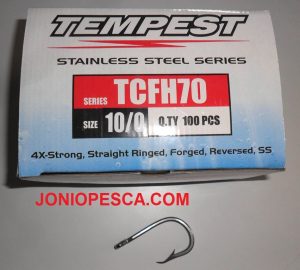 TEMPEST
STAINLESS STEEL SERIES
SERIES TCFH70
SIZE 10/0 Q.TY 100 PCS
4X-Strong, Straight Ringed, Forged, Reversed, SS
JONIOPESCA.COM